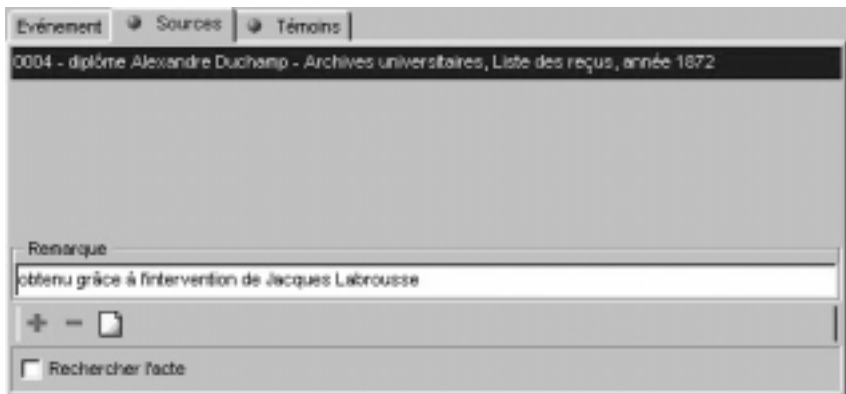 Evénement Sources Témoins
0004 - diplôme Alexandre Duchamp - Archives universitaires, Liste des reçus, année 1872
Remarque
obtenu grâce à l'intervention de Jacques Labrousse
Rechercher l'acte